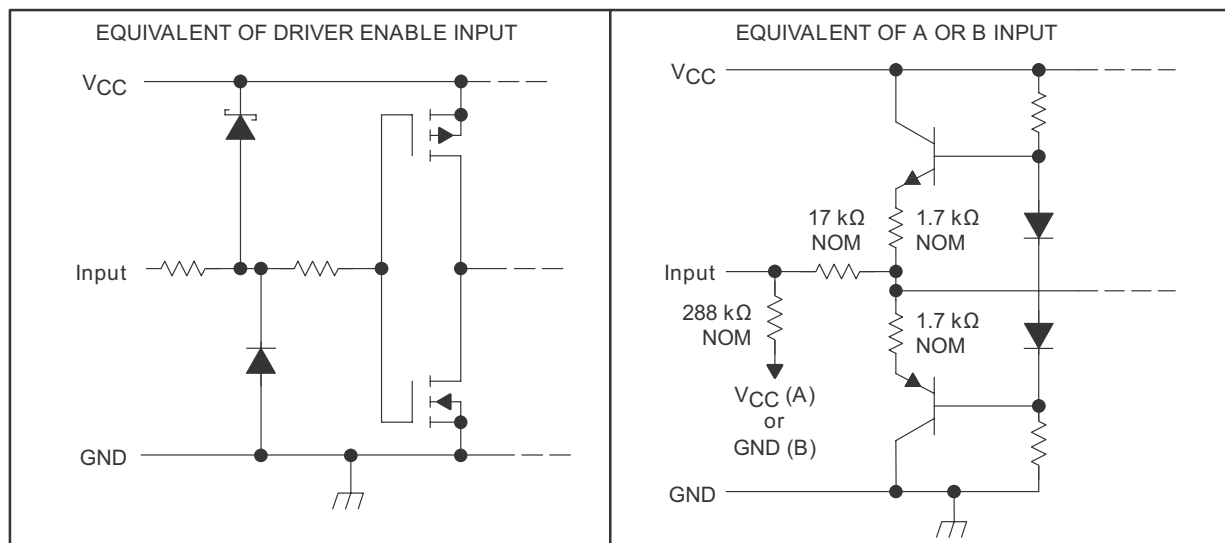 EQUIVALENT OF DRIVER ENABLE INPUT
VCC
Input
GND
EQUIVALENT OF A OR B INPUT
VCC
17 kΩ
NOM
1.7 kΩ
NOM
Input
288 kΩ
NOM
1.7 kΩ
NOM
VCC (A)
or
GND (B)
GND